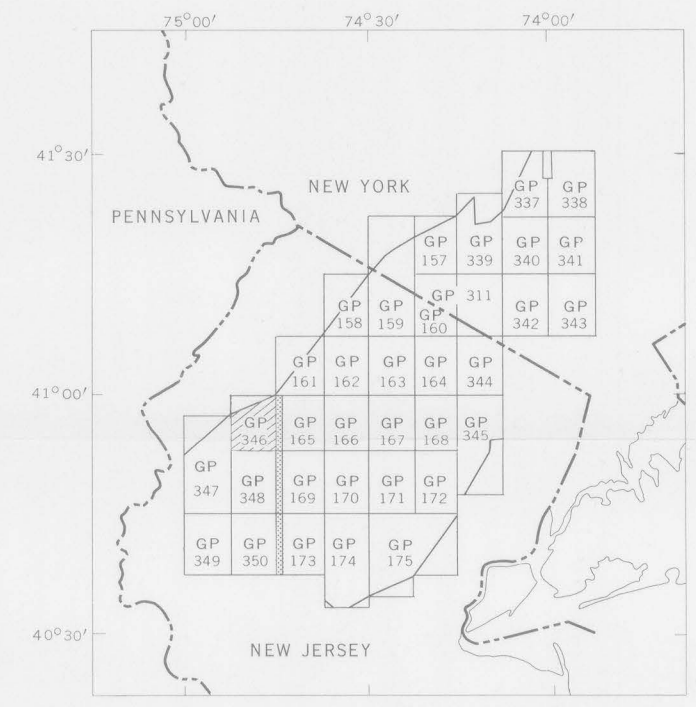 75°00′ 74°30′ 74°00′
41°30′
NEW YORK
PENNSYLVANIA
GP 337
GP 338
GP 157
GP 339
GP 340
GP 341
GP 311
GP 158
GP 159
GP 160
GP 342
GP 343
GP 161
GP 162
GP 163
GP 164
GP 344
41°00′
GP 346
GP 165
GP 166
GP 167
GP 168
GP 345
GP 347
GP 348
GP 169
GP 170
GP 171
GP 172
GP 349
GP 350
GP 173
GP 174
GP 175
40°30′
NEW JERSEY